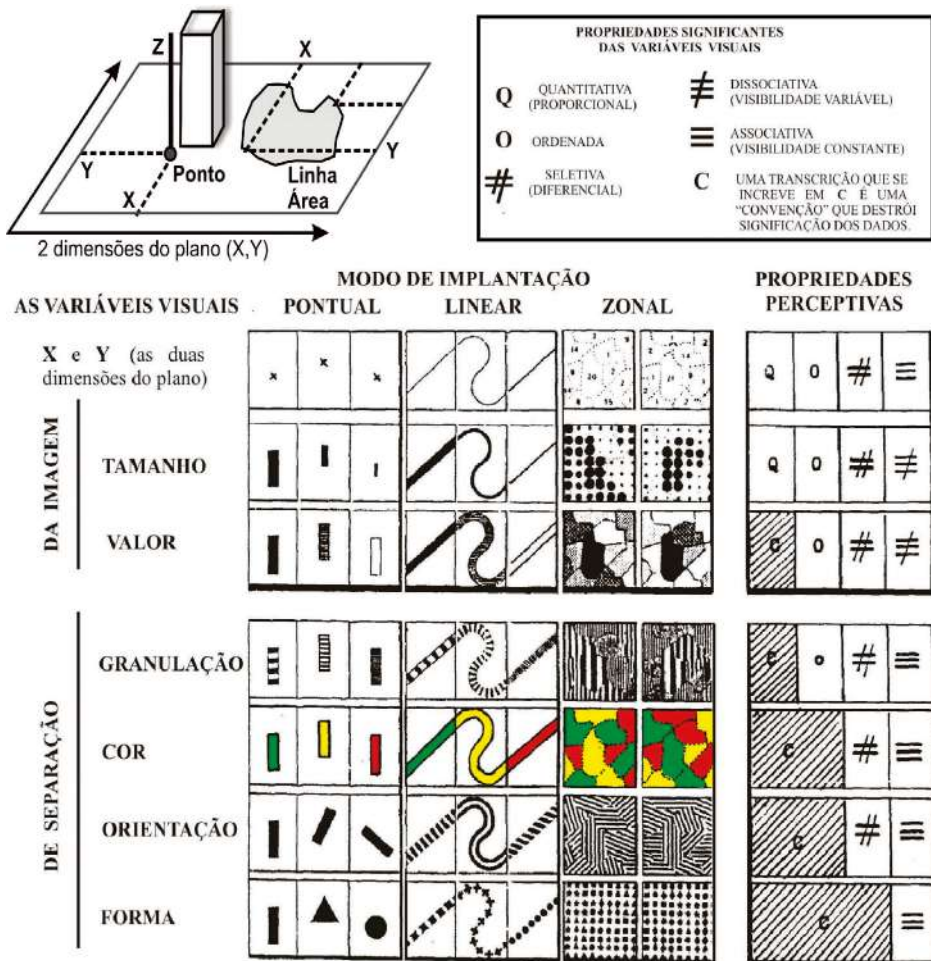 Z
X
Y
Ponto
X
Linha
Área
Y
2 dimensões do plano (X,Y)
PROPRIEDADES SIGNIFICANTES
DAS VARIÁVEIS VISUAIS
Q QUANTITATIVA
(PROPORCIONAL)
O ORDENADA
SELETIVA
(DIFERENCIAL)
DISSOCIATIVA
(VISIBILIDADE VARIÁVEL)
ASSOCIATIVA
(VISIBILIDADE CONSTANTE)
C UMA TRANSCRIÇÃO QUE SE
INCREVE EM C É UMA
“CONVENÇÃO” QUE DESTRÓI
SIGNIFICAÇÃO DOS DADOS.
MODO DE IMPLANTAÇÃO
AS VARIÁVEIS VISUAIS PONTUAL LINEAR ZONAL
PROPRIEDADES
PERCEPTIVAS
X e Y (as duas
dimensões do plano)
Q O
DA IMAGEM
TAMANHO
Q O
VALOR
C O
DE SEPARAÇÃO
GRANULAÇÃO
C O
COR
C
ORIENTAÇÃO
C
FORMA
C